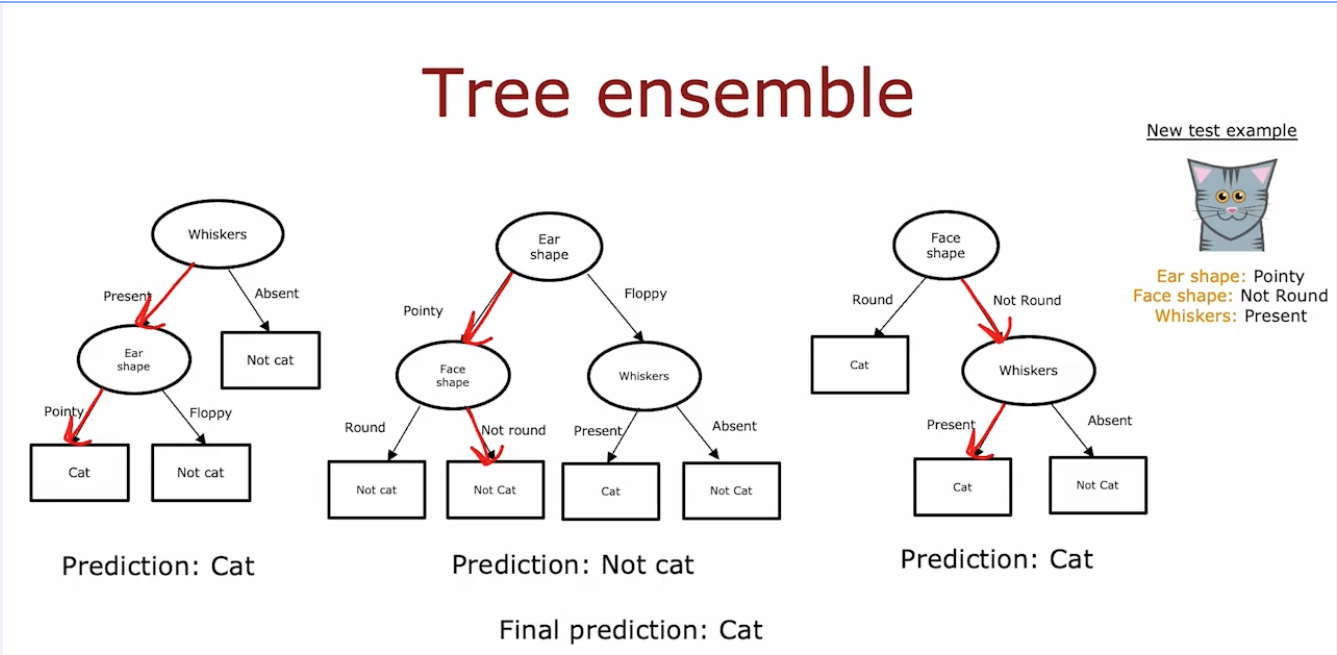 Tree ensemble
New test example
Ear shape: Pointy
Face shape: Not Round
Whiskers: Present
Whiskers
Present
Absent
Ear
shape
Not cat
Pointy
Floppy
Cat
Not cat
Prediction: Cat
Ear
shape
Pointy
Floppy
Face
shape
Whiskers
Round
Not round
Present
Absent
Not cat
Not Cat
Cat
Not Cat
Prediction: Not cat
Face
shape
Round
Not Round
Cat
Whiskers
Present
Absent
Cat
Not Cat
Prediction: Cat
Final prediction: Cat